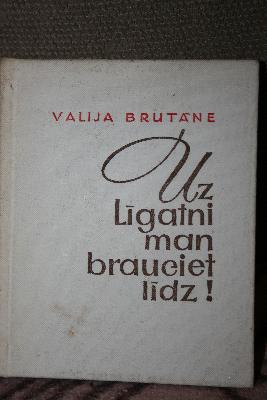 VALIJA BRUTĀNE
Uz
Līgatni
man
brauciet
līdz!